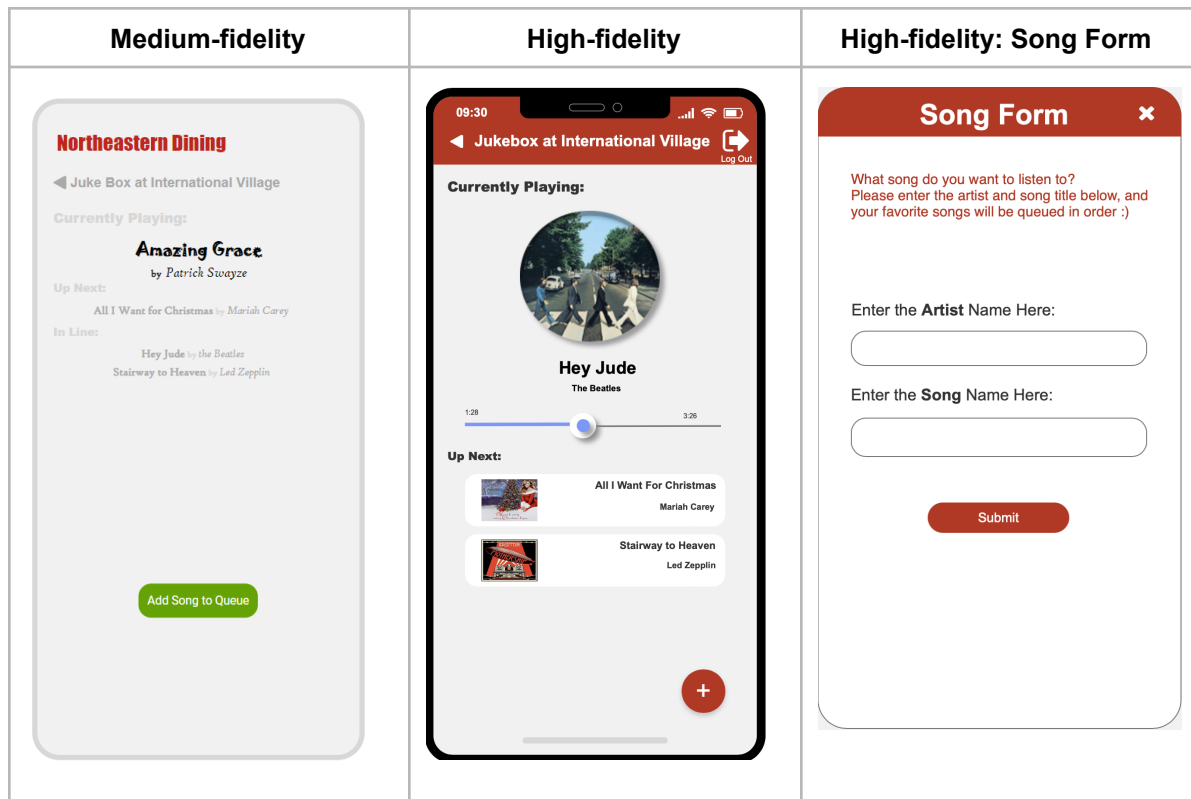 Medium-fidelity
High-fidelity
High-fidelity: Song Form
Northeastern Dining
Juke Box at International Village
Currently Playing:
Amazing Grace
by Patrick Swayze
Up Next:
All I Want for Christmas by Mariah Carey
In Line:
Hey Jude by the Beatles
Stairway to Heaven by Led Zepplin
Add Song to Queue
09:30
Jukebox at International Village
Log Out
Currently Playing:
Hey Jude
The Beatles
1:28
3:26
Up Next:
All I Want For Christmas
Mariah Carey
Stairway to Heaven
Led Zepplin
+
Song Form
What song do you want to listen to?
Please enter the artist and song title below, and
your favorite songs will be queued in order :)
Enter the Artist Name Here:
Enter the Song Name Here:
Submit